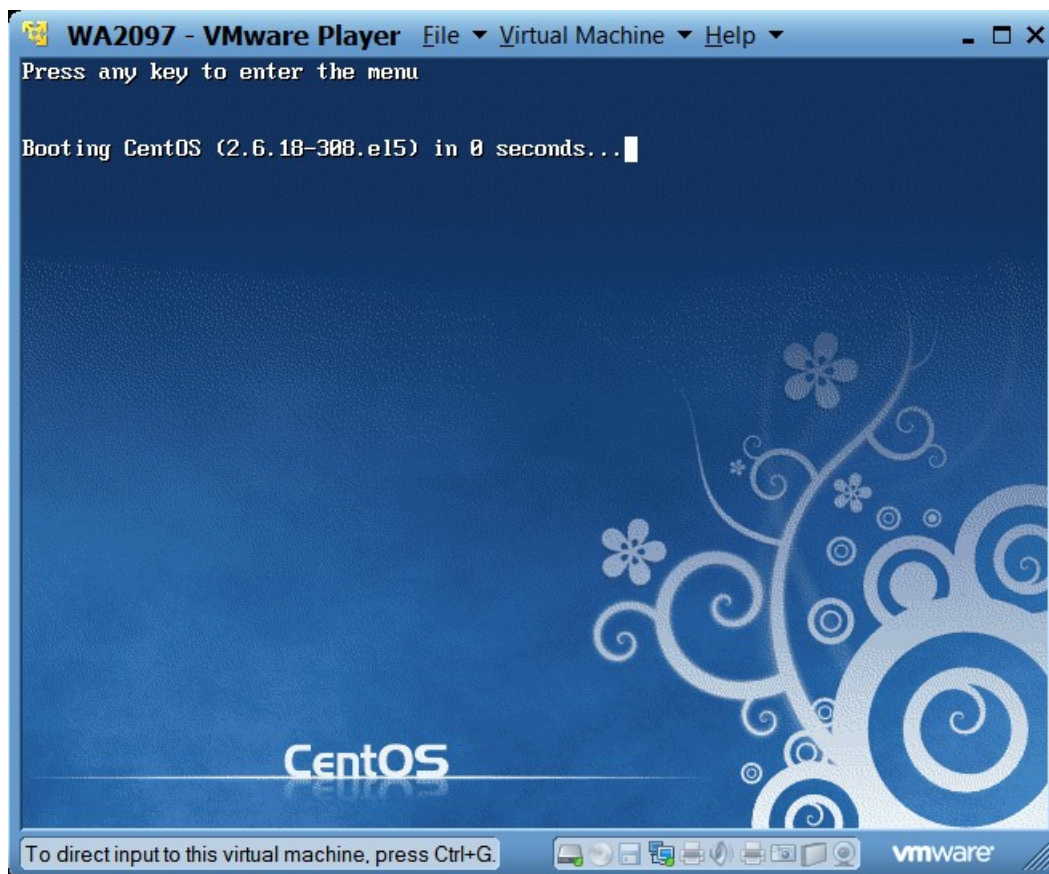 WA2097 - VMware Player File Virtual Machine Help
Press any key to enter the menu
Booting CentOS (2.6.18-308.el5) in 0 seconds...
CentOS
To direct input to this virtual machine, press Ctrl+G.
vmware